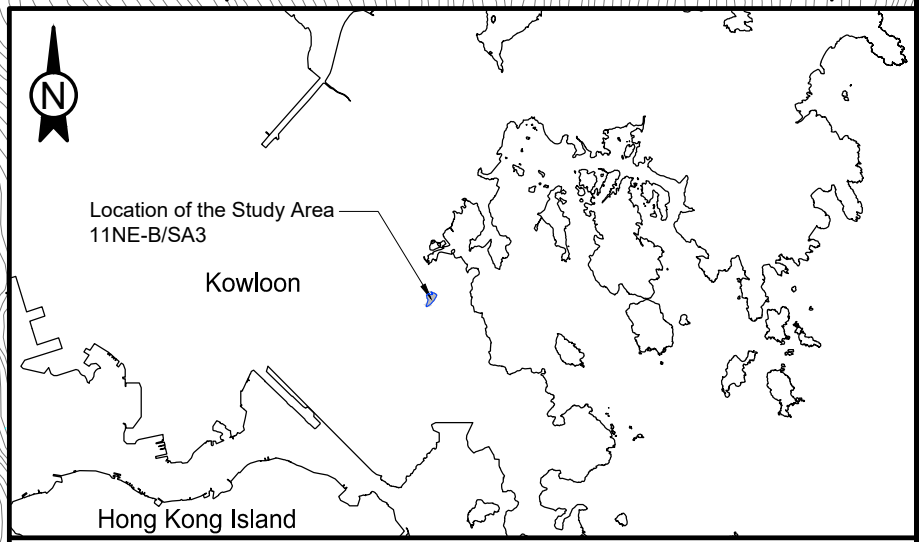 N
Location of the Study Area
11NE-B/SA3
Kowloon
Hong Kong Island